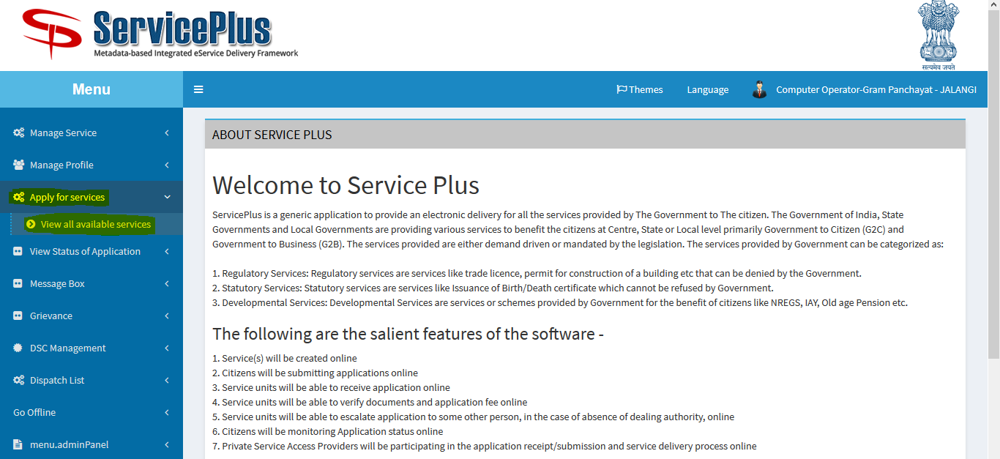 ServicePlus
Metadata-based Integrated eService Delivery Framework
सत्यमेव जयते
Menu
Themes
Language
Computer Operator-Gram Panchayat - JALANGI
Manage Service
Manage Profile
Apply for services
View all available services
View Status of Application
Message Box
Grievance
DSC Management
Dispatch List
Go Offline
menu.adminPanel
ABOUT SERVICE PLUS
Welcome to Service Plus
ServicePlus is a generic application to provide an electronic delivery for all the services provided by The Government to The citizen. The Government of India, State
Governments and Local Governments are providing various services to benefit the citizens at Centre, State or Local level primarily Government to Citizen (G2C) and
Government to Business (G2B). The services provided are either demand driven or mandated by the legislation. The services provided by Government can be categorized as:
1. Regulatory Services: Regulatory services are services like trade licence, permit for construction of a building etc that can be denied by the Government.
2. Statutory Services: Statutory services are services like Issuance of Birth/Death certificate which cannot be refused by Government.
3. Developmental Services: Developmental Services are services or schemes provided by Government for the benefit of citizens like NREGS, IAY, Old age Pension etc.
The following are the salient features of the software -
1. Service(s) will be created online
2. Citizens will be submitting applications online
3. Service units will be able to receive application online
4. Service units will be able to verify documents and application fee online
5. Service units will be able to escalate application to some other person, in the case of absence of dealing authority, online
6. Citizens will be monitoring Application status online
7. Private Service Access Providers will be participating in the application receipt/submission and service delivery process online